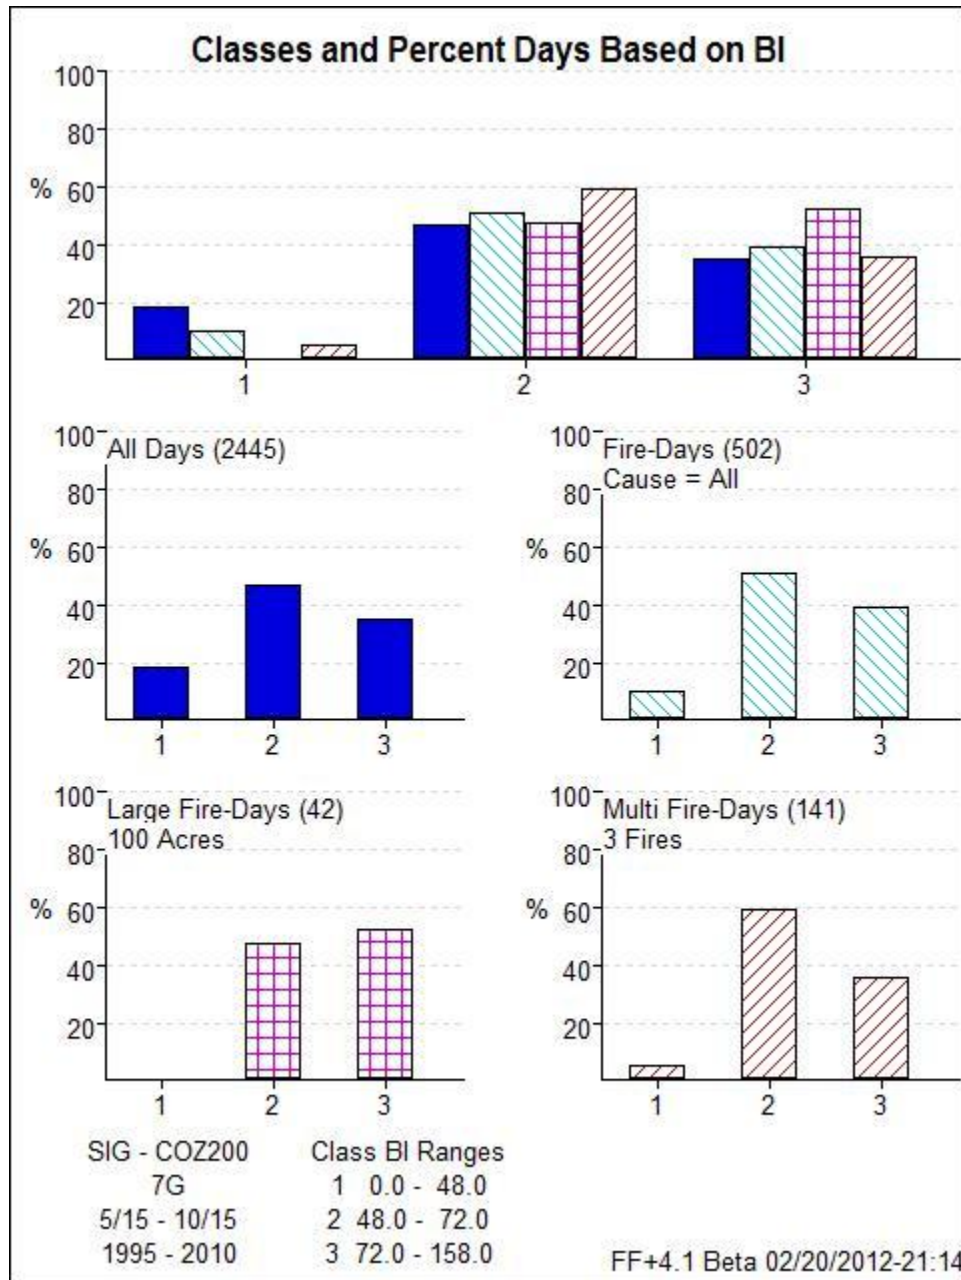 Classes and Percent Days Based on BI
100
80
% 60
40
20
1 2 3
100
All Days (2445)
80
% 60
40
20
1 2 3
100
Fire-Days (502)
Cause = All
80
% 60
40
20
1 2 3
100
Large Fire-Days (42)
100 Acres
80
% 60
40
20
1 2 3
100
Multi Fire-Days (141)
3 Fires
80
% 60
40
20
1 2 3
SIG - COZ200
7G
5/15 - 10/15
1995 - 2010
Class BI Ranges
1 0.0 - 48.0
2 48.0 - 72.0
3 72.0 - 158.0
FF+4.1 Beta 02/20/2012-21:14